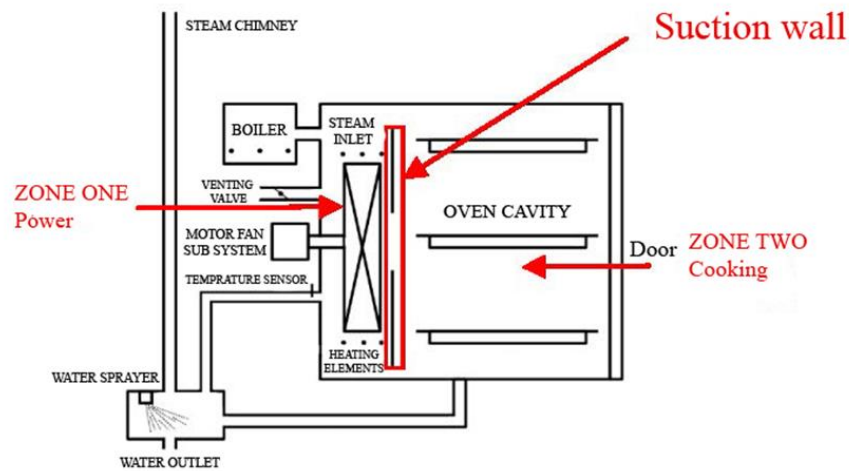 STEAM CHIMNEY
Suction wall
BOILER
STEAM
INLET
ZONE ONE
Power
VENTING
VALVE
OVEN CAVITY
MOTOR FAN
SUB SYSTEM
Door
ZONE TWO
Cooking
TEMPRATURE SENSOR
HEATING
ELEMENTS
WATER SPRAYER
WATER OUTLET